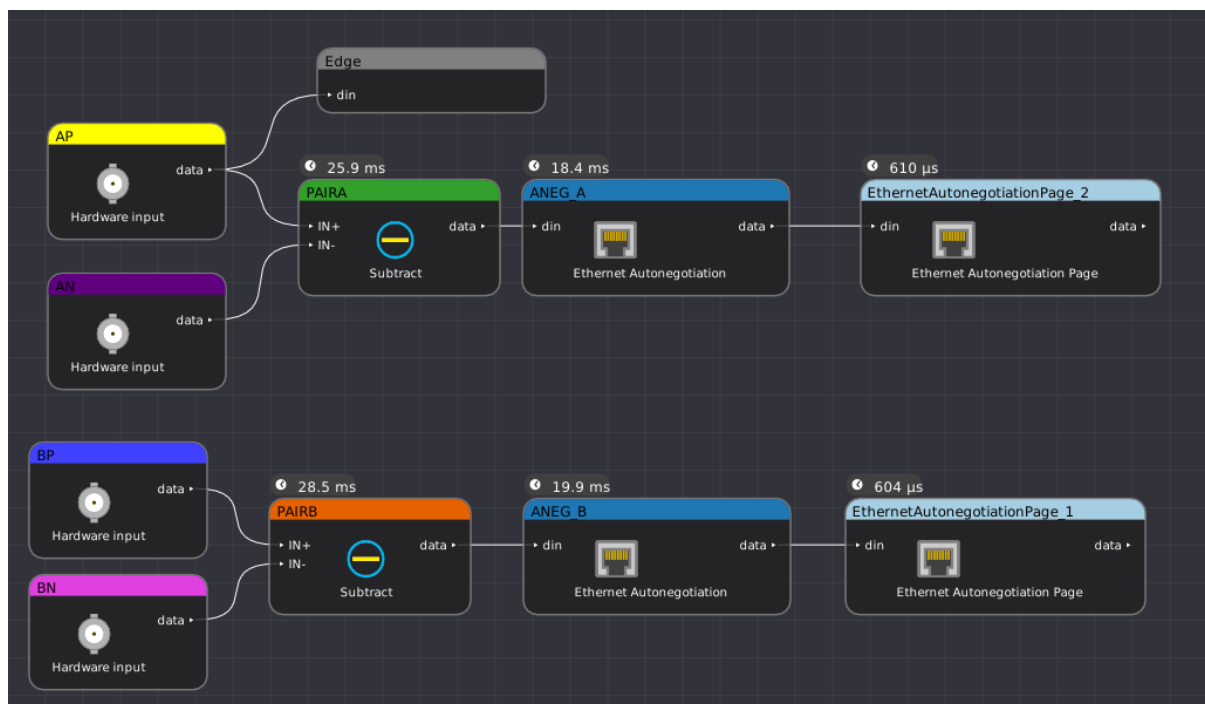 Edge
din
AP
data
Hardware input
25.9 ms
PAIRA
IN+
IN-
data
Subtract
18.4 ms
ANEG_A
din
data
Ethernet Autonegotiation
610 µs
EthernetAutonegotiationPage_2
din
data
Ethernet Autonegotiation Page
AN
data
Hardware input
BP
data
Hardware input
28.5 ms
PAIRB
IN+
IN-
data
Subtract
19.9 ms
ANEG_B
din
data
Ethernet Autonegotiation
604 µs
EthernetAutonegotiationPage_1
din
data
Ethernet Autonegotiation Page
BN
data
Hardware input